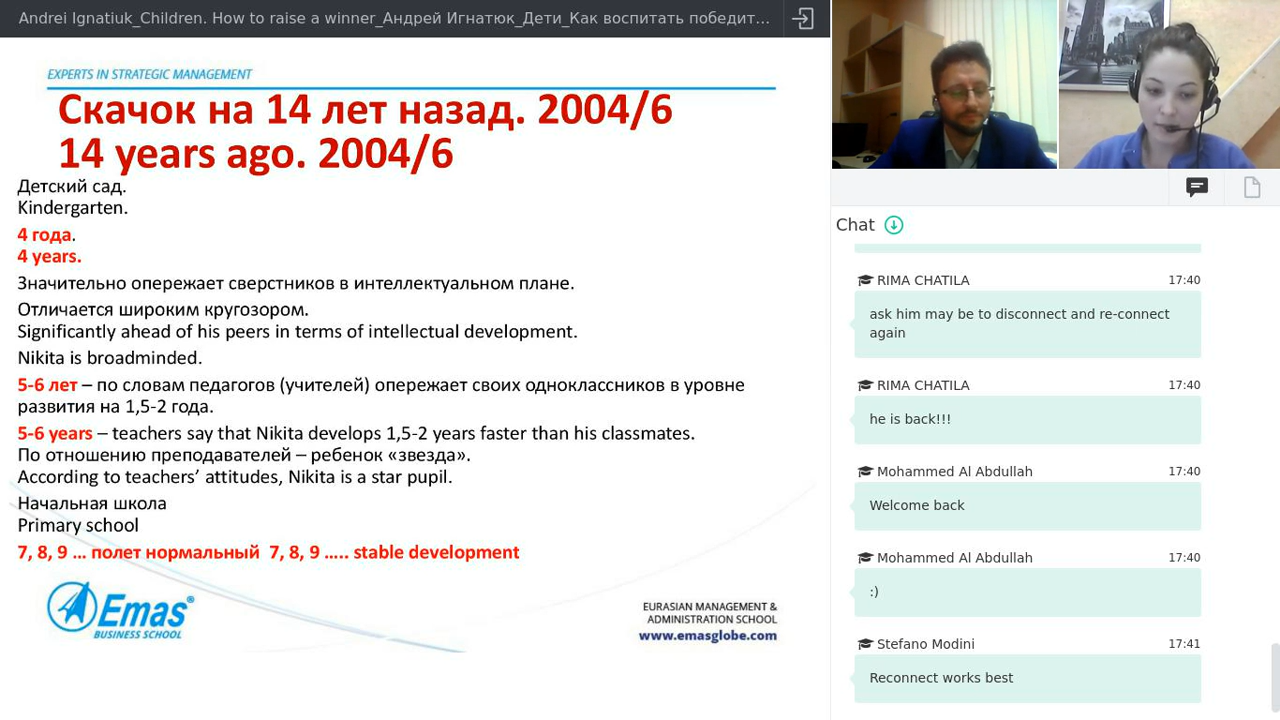 Andrei Ignatiuk_Children. How to raise a winner_Андрей Игнатюк_Дети_Как воспитать победит...
EXPERTS IN STRATEGIC MANAGEMENT
Скачок на 14 лет назад. 2004/6
14 years ago. 2004/6
Детский сад.
Kindergarten.
4 года.
4 years.
Значительно опережает сверстников в интеллектуальном плане.
Отличается широким кругозором.
Significantly ahead of his peers in terms of intellectual development.
Nikita is broadminded.
5-6 лет – по словам педагогов (учителей) опережает своих одноклассников в уровне
развития на 1,5-2 года.
5-6 years – teachers say that Nikita develops 1,5-2 years faster than his classmates.
По отношению преподавателей – ребенок «звезда».
According to teachers’ attitudes, Nikita is a star pupil.
Начальная школа
Primary school
7, 8, 9 ... полет нормальный 7, 8, 9 ..... stable development
Emas®
BUSINESS SCHOOL
EURASIAN MANAGEMENT &
ADMINISTRATION SCHOOL
www.emasglobe.com
Chat
RIMA CHATILA 17:40
ask him may be to disconnect and re-connect
again
RIMA CHATILA 17:40
he is back!!!
Mohammed Al Abdullah 17:40
Welcome back
Mohammed Al Abdullah 17:40
:)
Stefano Modini 17:41
Reconnect works best